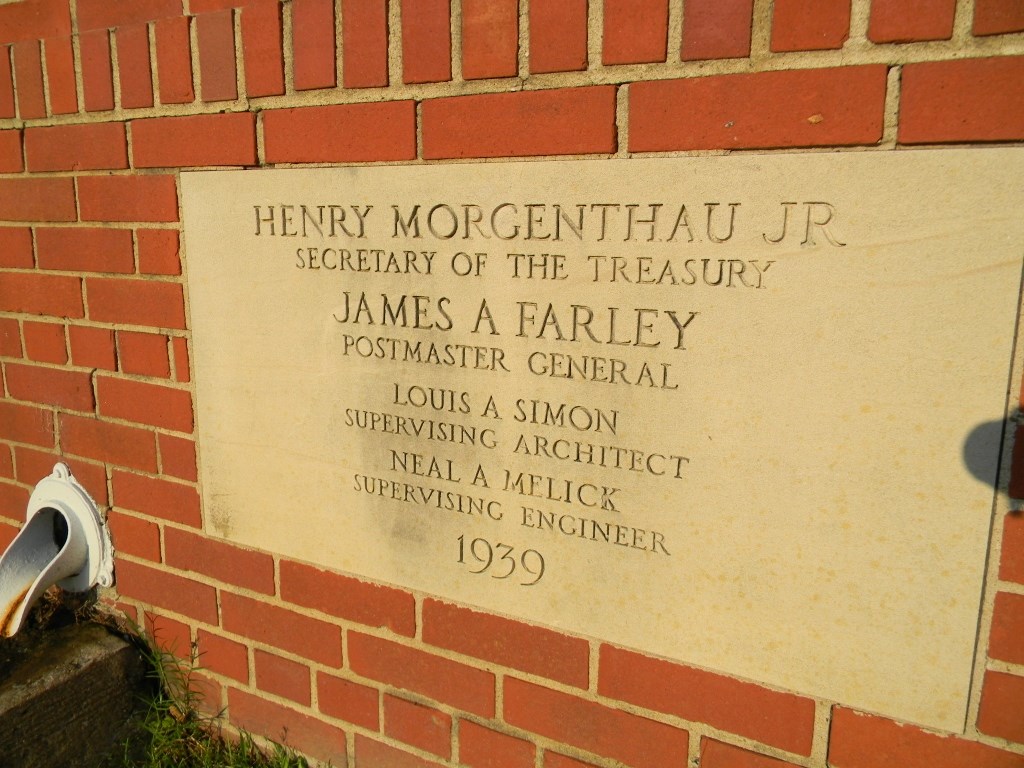 HENRY MORGENTHAU JR
SECRETARY OF THE TREASURY
JAMES A FARLEY
POSTMASTER GENERAL
LOUIS A SIMON
SUPERVISING ARCHITECT
NEAL A MELICK
SUPERVISING ENGINEER
1939